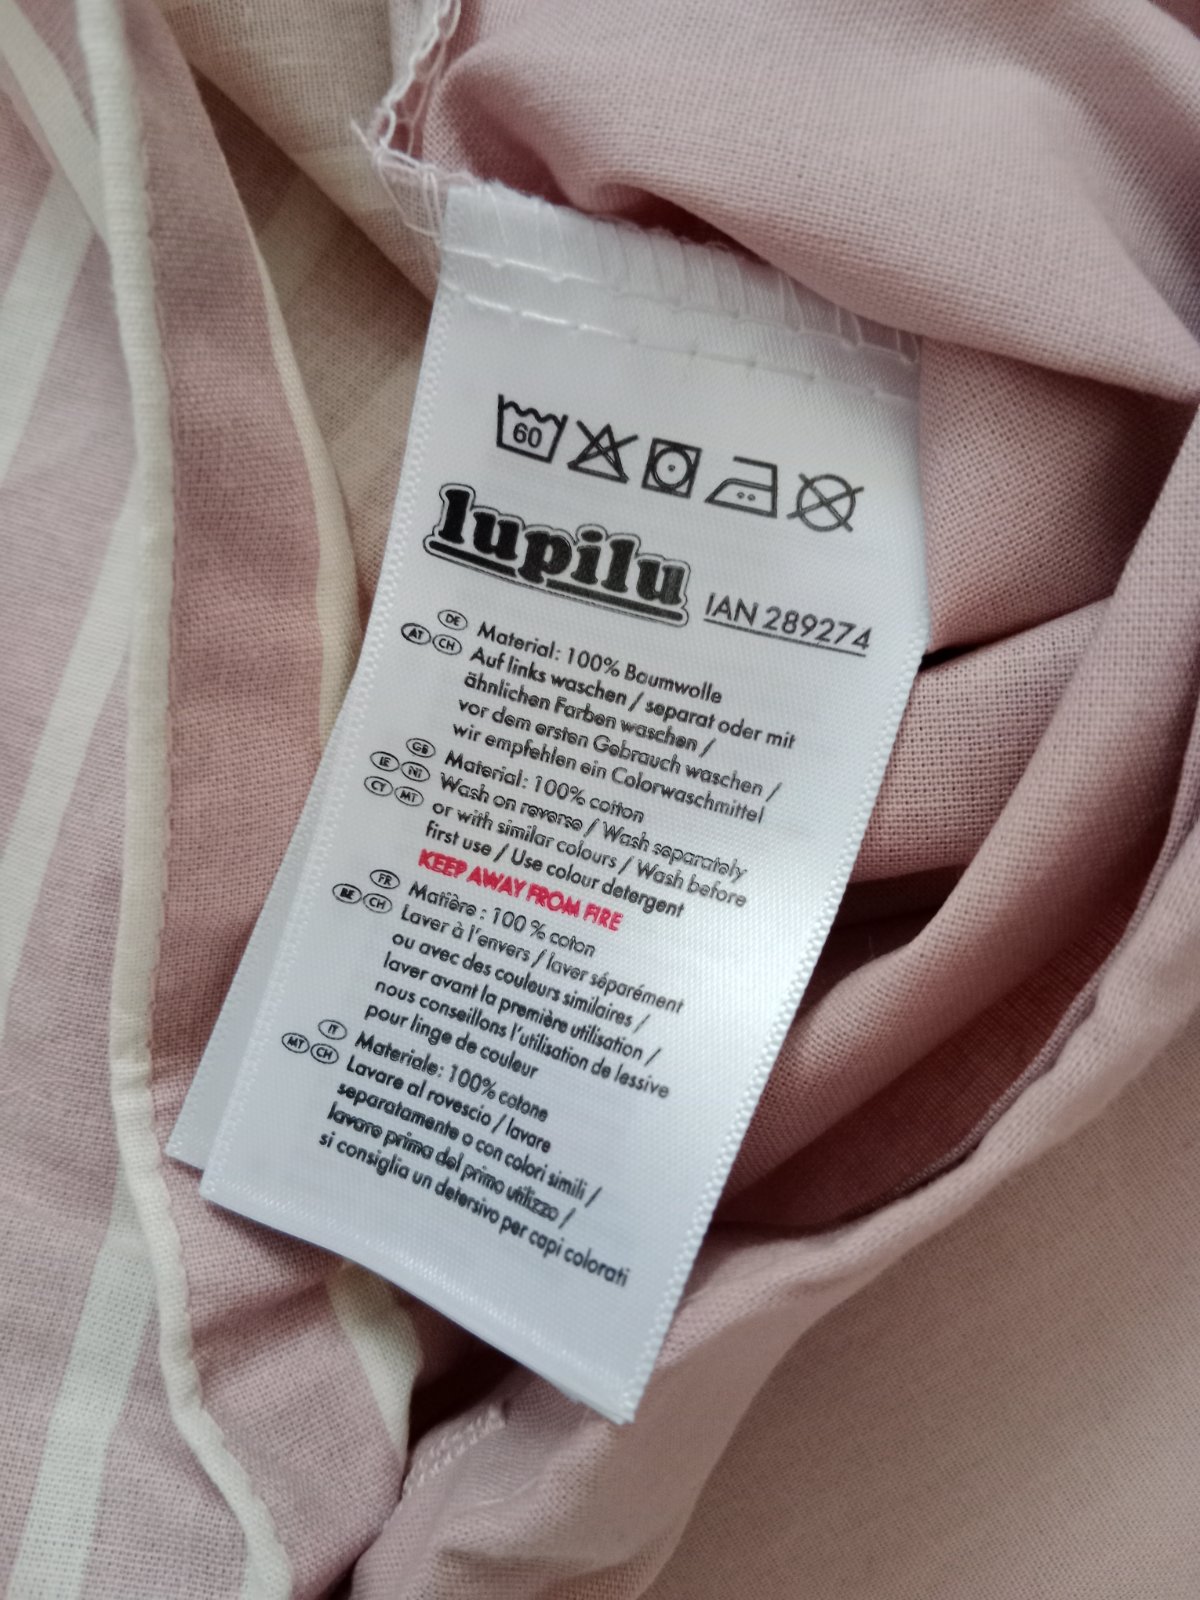 60
lupilu
IAN 289274
DE AT CH
Material: 100% Baumwolle
Auf links waschen / separat oder mit
ähnlichen Farben waschen /
vor dem ersten Gebrauch waschen /
wir empfehlen ein Colorwaschmittel
GB IE NI CY MT
Material: 100% cotton
Wash on reverse / Wash separately
or with similar colours / Wash before
first use / Use colour detergent
KEEP AWAY FROM FIRE
FR BE CH
Matière : 100 % coton
Laver à l'envers / laver séparément
ou avec des couleurs similaires /
laver avant la première utilisation /
nous conseillons l'utilisation de lessive
pour linge de couleur
IT MT CH
Materiale: 100% cotone
Lavare al rovescio / lavare
separatamente o con colori simili /
lavare prima del primo utilizzo /
si consiglia un detersivo per capi colorati